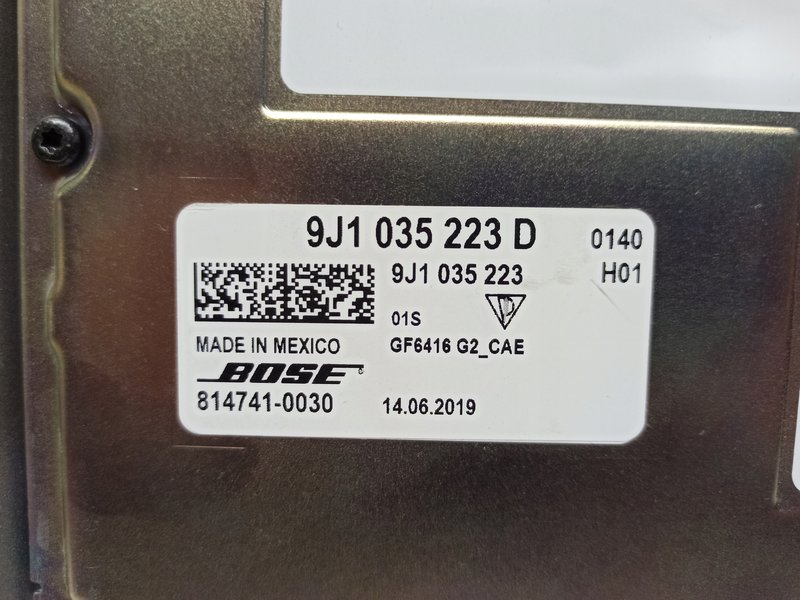 9J1 035 223 D 0140
9J1 035 223 H01
01S
MADE IN MEXICO GF6416 G2_CAE
BOSE
814741-0030 14.06.2019